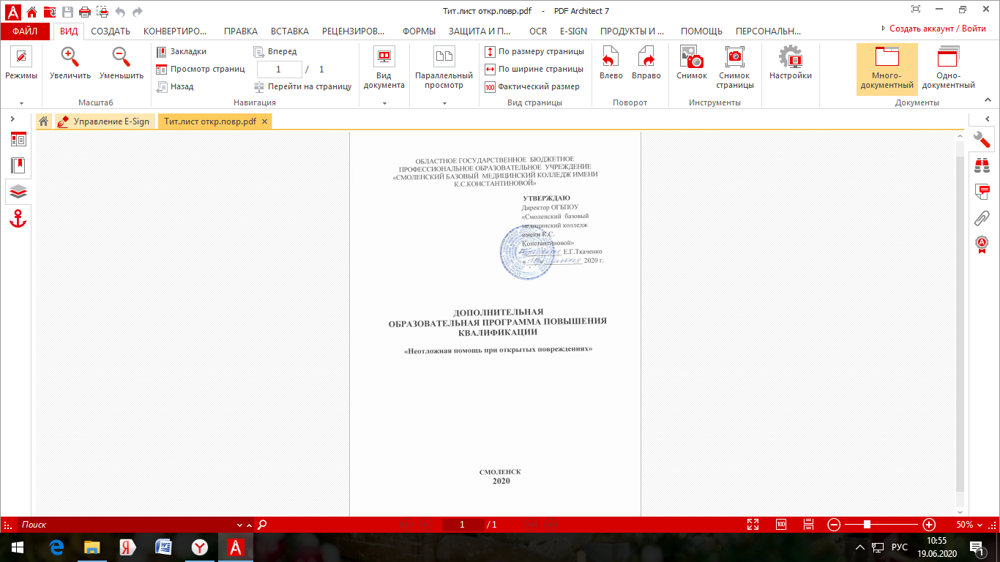 Тит.лист откр.повр.pdf - PDF Architect 7
ФАЙЛ ВИД СОЗДАТЬ КОНВЕРТИРО... ПРАВКА ВСТАВКА РЕЦЕНЗИРОВ... ФОРМЫ ЗАЩИТА И П... OCR E-SIGN ПРОДУКТЫ И ... ПОМОЩЬ ПЕРСОНАЛЬН... Создать аккаунт / Войти
Режимы
Увеличить Уменьшить
Масштаб
Закладки Вперед
Просмотр страниц 1 / 1
Назад Перейти на страницу
Навигация
Вид
документа
Параллельный
просмотр
По размеру страницы
По ширине страницы
100 Фактический размер
Вид страницы
Влево Вправо
Поворот
Снимок Снимок
страницы
Инструменты
Настройки
Много-
документный
Одно-
документный
Документы
Управление E-Sign Тит.лист откр.повр.pdf
ОБЛАСТНОЕ ГОСУДАРСТВЕННОЕ БЮДЖЕТНОЕ
ПРОФЕССИОНАЛЬНОЕ ОБРАЗОВАТЕЛЬНОЕ УЧРЕЖДЕНИЕ
«СМОЛЕНСКИЙ БАЗОВЫЙ МЕДИЦИНСКИЙ КОЛЛЕДЖ ИМЕНИ
К.С.КОНСТАНТИНОВОЙ»
УТВЕРЖДАЮ
Директор ОГБПОУ
«Смоленский базовый
медицинский колледж
имени К.С.
Константиновой»
Е.Г.Ткаченко
2020 г.
ДОПОЛНИТЕЛЬНАЯ
ОБРАЗОВАТЕЛЬНАЯ ПРОГРАММА ПОВЫШЕНИЯ
КВАЛИФИКАЦИИ
«Неотложная помощь при открытых повреждениях»
СМОЛЕНСК
2020
Поиск 1 / 1 100 50%
РУС 10:55
19.06.2020 1